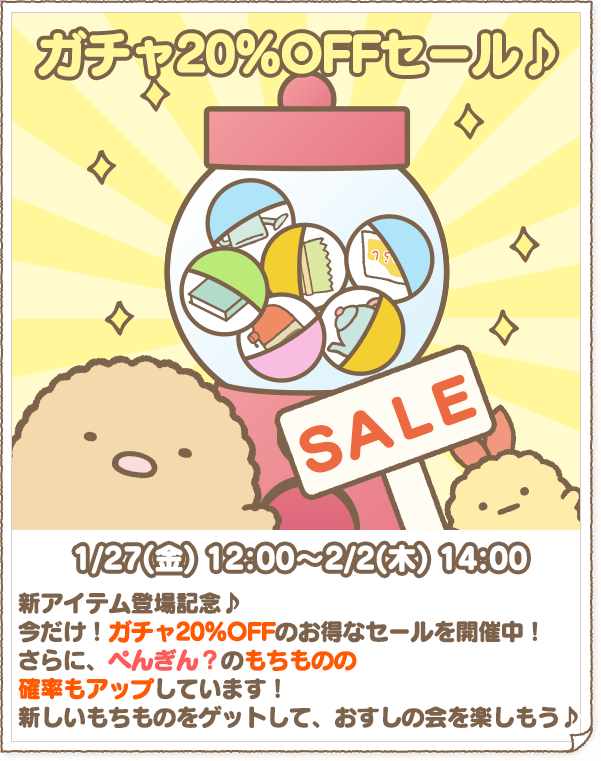 ガチャ20%OFFセール♪
SALE
1/27(金) 12:00～2/2(木) 14:00
新アイテム登場記念♪
今だけ！ガチャ20%OFFのお得なセールを開催中！
さらに、ぺんぎん？のもちものの
確率もアップしています！
新しいもちものをゲットして、おすしの会を楽しもう♪